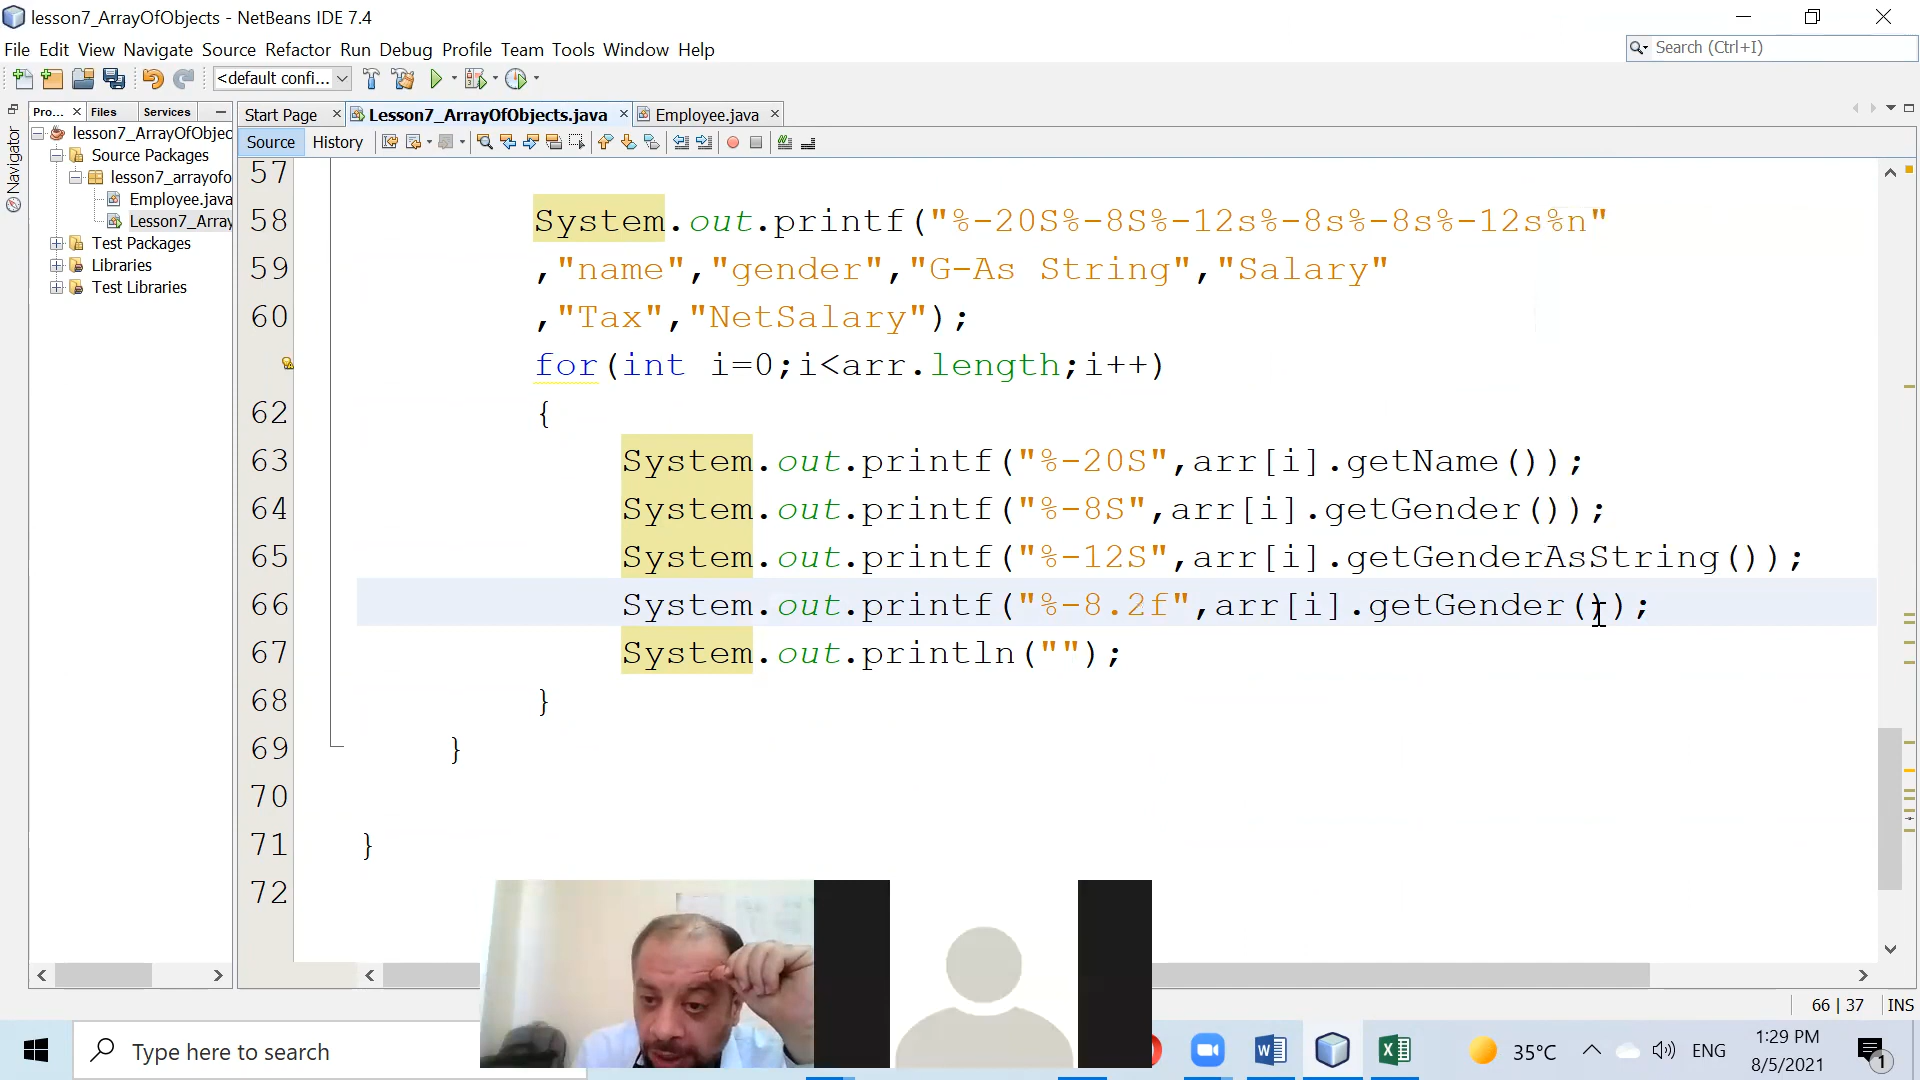 lesson7_ArrayOfObjects - NetBeans IDE 7.4
File Edit View Navigate Source Refactor Run Debug Profile Team Tools Window Help
Search (Ctrl+I)
<default confi...
Pro... Files Services
Start Page Lesson7_ArrayOfObjects.java Employee.java
Source History
Navigator
lesson7_ArrayOfObjec
Source Packages
lesson7_arrayofo
Employee.java
Lesson7_Array
Test Packages
Libraries
Test Libraries
57
58 System.out.printf("%-20S%-8S%-12s%-8s%-8s%-12s%n"
59 ,"name","gender","G-As String","Salary"
60 ,"Tax","NetSalary");
for(int i=0;i<arr.length;i++)
62 {
63 System.out.printf("%-20S",arr[i].getName());
64 System.out.printf("%-8S",arr[i].getGender());
65 System.out.printf("%-12S",arr[i].getGenderAsString());
66 System.out.printf("%-8.2f",arr[i].getGender());
67 System.out.println("");
68 }
69 }
70
71 }
72
66 | 37 INS
Type here to search
35°C
ENG
1:29 PM
8/5/2021
1